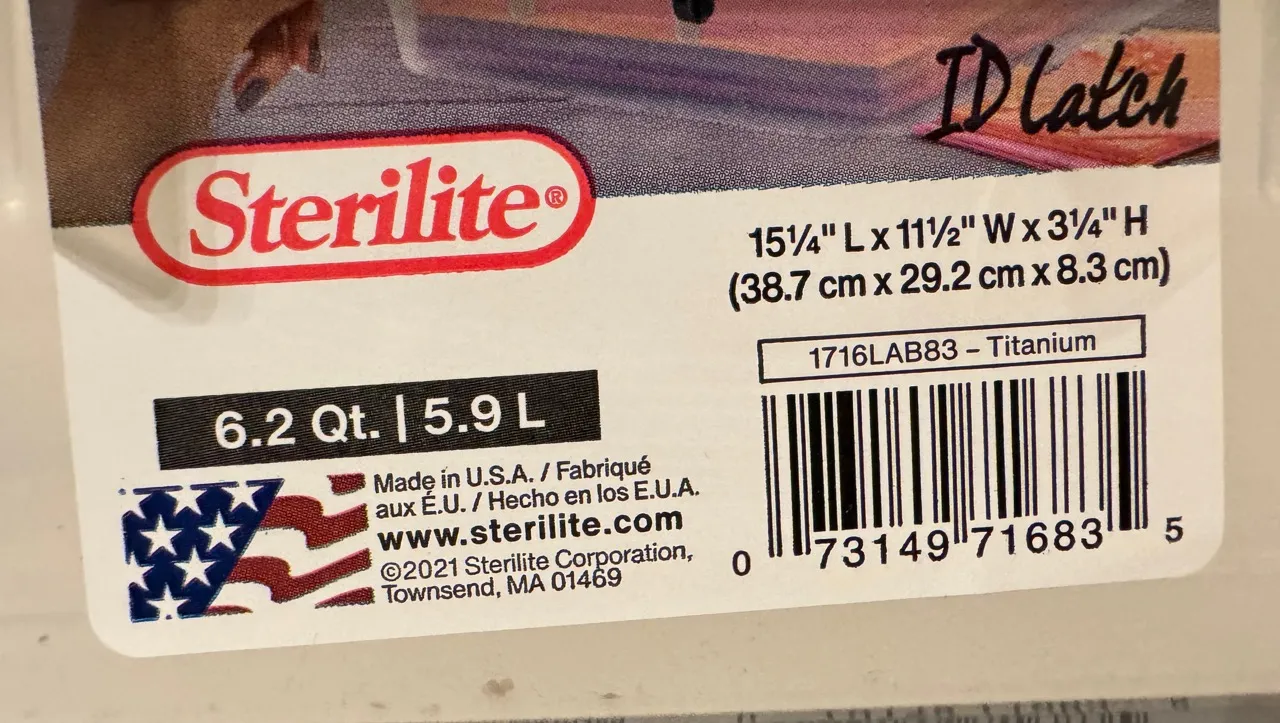 ID Latch
Sterilite®
15¼" L x 11½" W x 3¼" H
(38.7 cm x 29.2 cm x 8.3 cm)
1716LAB83 – Titanium
6.2 Qt. | 5.9 L
Made in U.S.A. / Fabriqué
aux É.U. / Hecho en los E.U.A.
www.sterilite.com
©2021 Sterilite Corporation,
Townsend, MA 01469
0 73149 71683 5